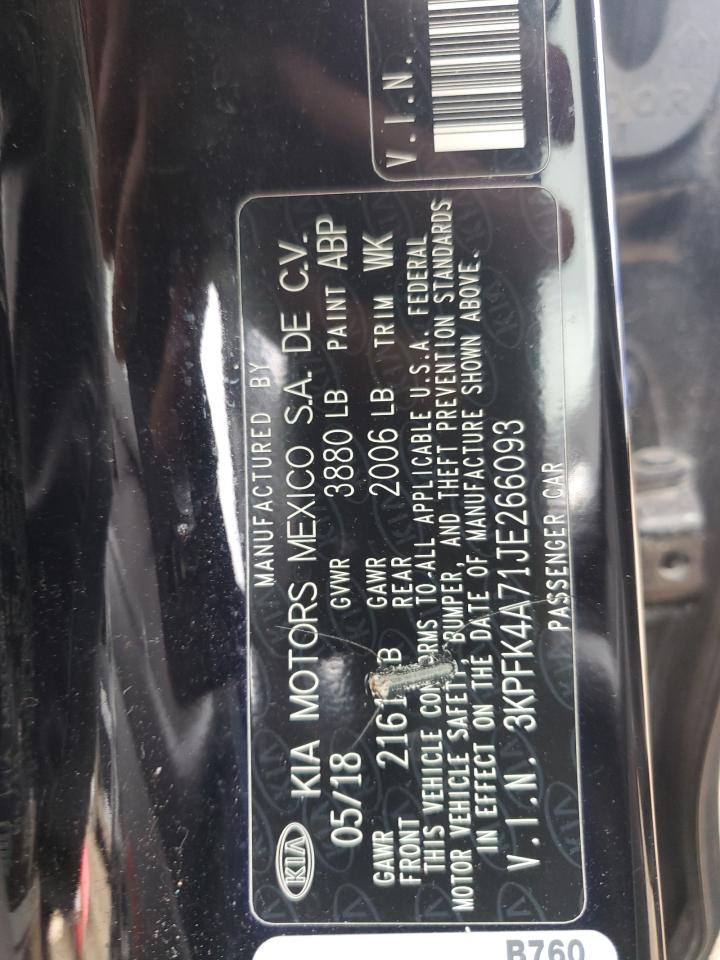 MANUFACTURED BY
KIA KIA MOTORS MEXICO S.A. DE C.V.
05/18 GVWR 3880 LB PAINT ABP
GAWR FRONT 2161 LB GAWR REAR 2006 LB TRIM WK
THIS VEHICLE CONFORMS TO ALL APPLICABLE U.S.A. FEDERAL
MOTOR VEHICLE SAFETY, BUMPER, AND THEFT PREVENTION STANDARDS
IN EFFECT ON THE DATE OF MANUFACTURE SHOWN ABOVE.
V.I.N. 3KPFK4A71JE266093
PASSENGER CAR
V.I.N.
B760